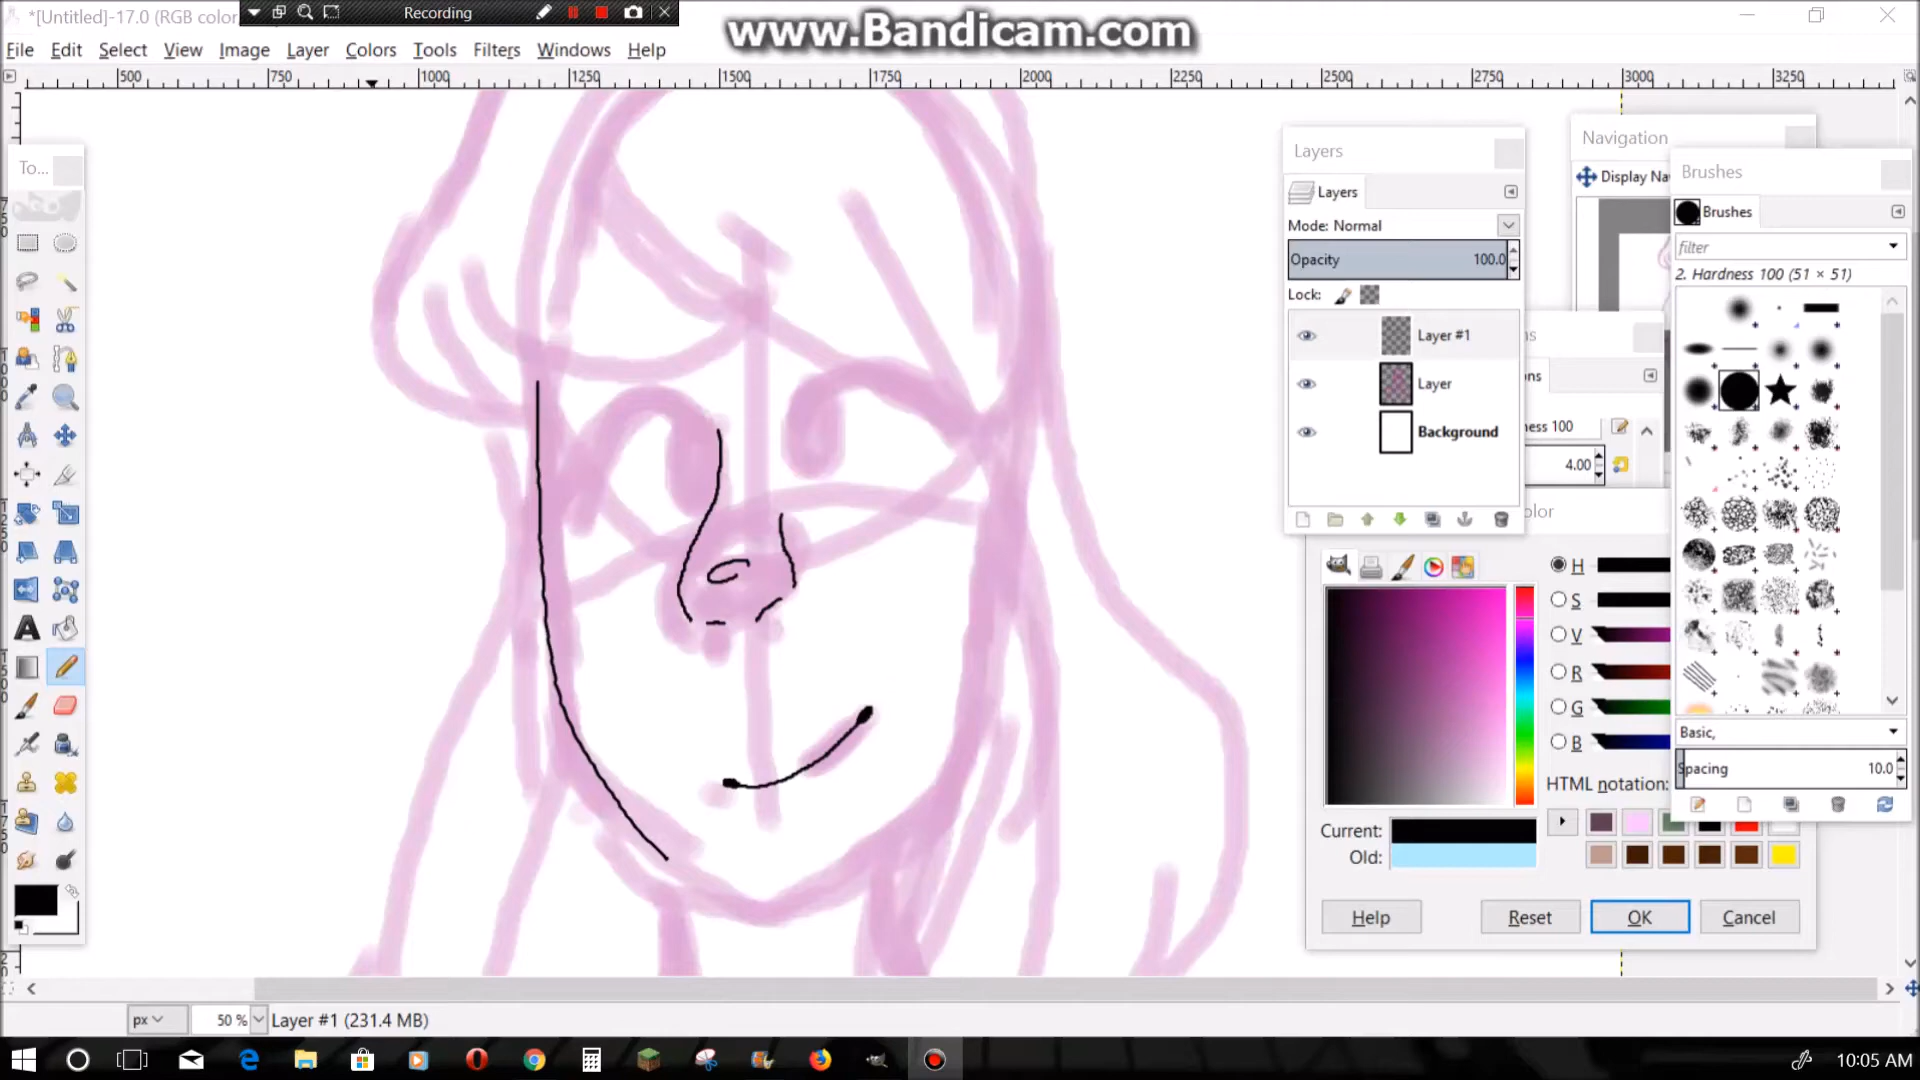 *[Untitled]-17.0 (RGB color
Recording
www.Bandicam.com
File Edit Select View Image Layer Colors Tools Filters Windows Help
500 750 1000 1250 1500 1750 2000 2250 2500 2750 3000 3250
To...
Layers
Layers
Mode: Normal
Opacity 100.0
Lock:
Layer #1
Layer
Background
Navigation
Display Na
Brushes
Brushes
filter
2. Hardness 100 (51 × 51)
ns
ons
ness 100
4.00
olor
H
S
V
R
G
B
HTML notation:
Current:
Old:
Help Reset OK Cancel
Basic,
Spacing 10.0
px 50 % Layer #1 (231.4 MB)
10:05 AM